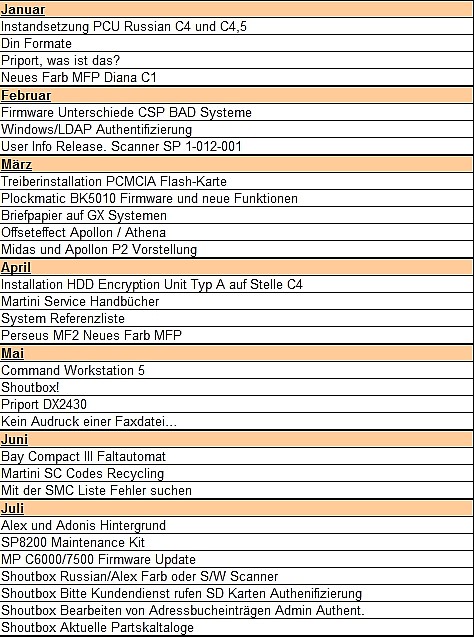 Januar
Instandsetzung PCU Russian C4 und C4,5
Din Formate
Priport, was ist das?
Neues Farb MFP Diana C1
Februar
Firmware Unterschiede CSP BAD Systeme
Windows/LDAP Authentifizierung
User Info Release. Scanner SP 1-012-001
März
Treiberinstallation PCMCIA Flash-Karte
Plockmatic BK5010 Firmware und neue Funktionen
Briefpapier auf GX Systemen
Offseteffect Apollon / Athena
Midas und Apollon P2 Vorstellung
April
Installation HDD Encryption Unit Typ A auf Stelle C4
Martini Service Handbücher
System Referenzliste
Perseus MF2 Neues Farb MFP
Mai
Command Workstation 5
Shoutbox!
Priport DX2430
Kein Audruck einer Faxdatei...
Juni
Bay Compact III Faltautomat
Martini SC Codes Recycling
Mit der SMC Liste Fehler suchen
Juli
Alex und Adonis Hintergrund
SP8200 Maintenance Kit
MP C6000/7500 Firmware Update
Shoutbox Russian/Alex Farb oder S/W Scanner
Shoutbox Bitte Kundendienst rufen SD Karten Authenifizierung
Shoutbox Bearbeiten von Adressbucheinträgen Admin Authent.
Shoutbox Aktuelle Partskaltaloge